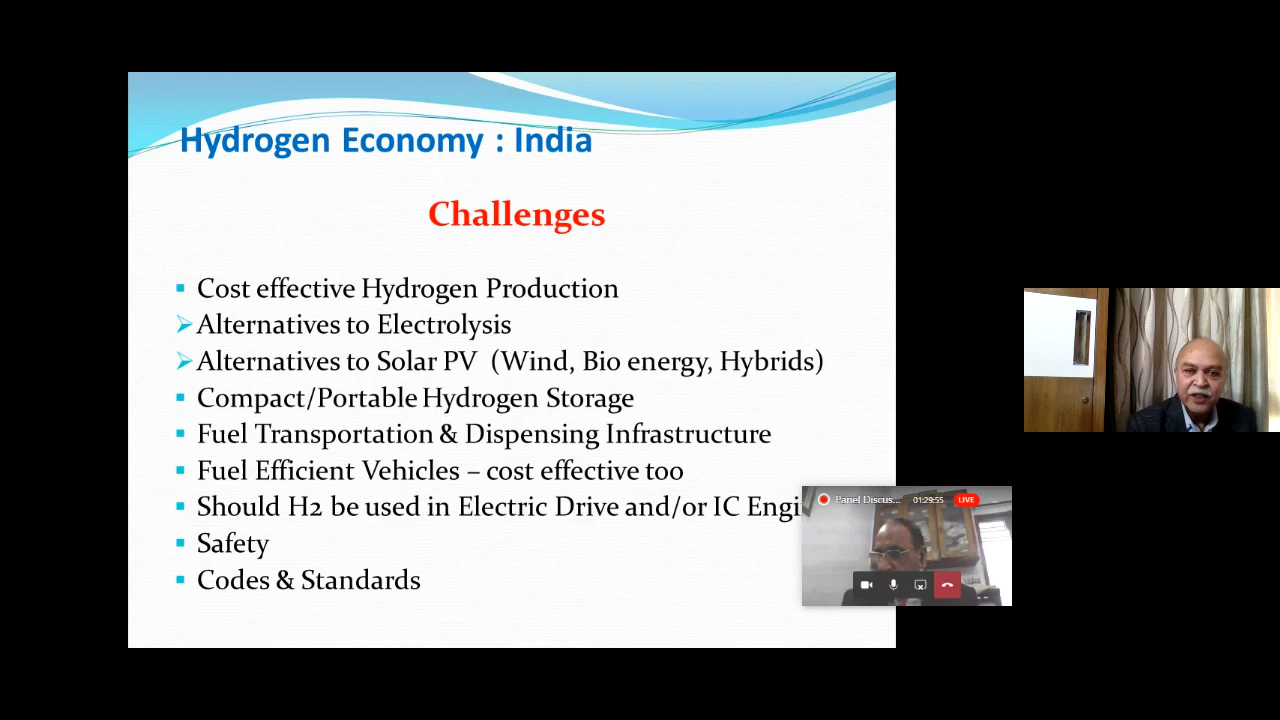 Hydrogen Economy : India
Challenges
Cost effective Hydrogen Production
Alternatives to Electrolysis
Alternatives to Solar PV (Wind, Bio energy, Hybrids)
Compact/Portable Hydrogen Storage
Fuel Transportation & Dispensing Infrastructure
Fuel Efficient Vehicles – cost effective too
Should H2 be used in Electric Drive and/or IC Engi
Safety
Codes & Standards
Panel Discus... 01:29:55 LIVE